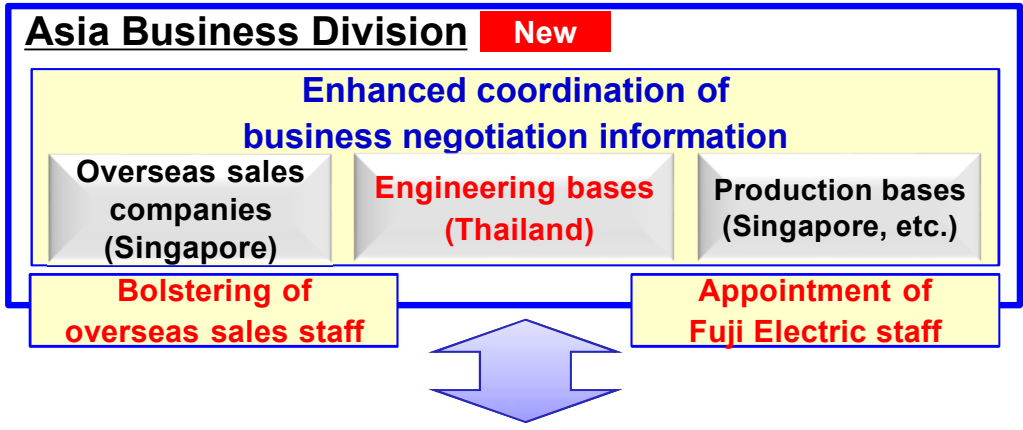 Asia Business Division New
Enhanced coordination of
business negotiation information
Overseas sales
companies
(Singapore)
Engineering bases
(Thailand)
Production bases
(Singapore, etc.)
Bolstering of
overseas sales staff
Appointment of
Fuji Electric staff